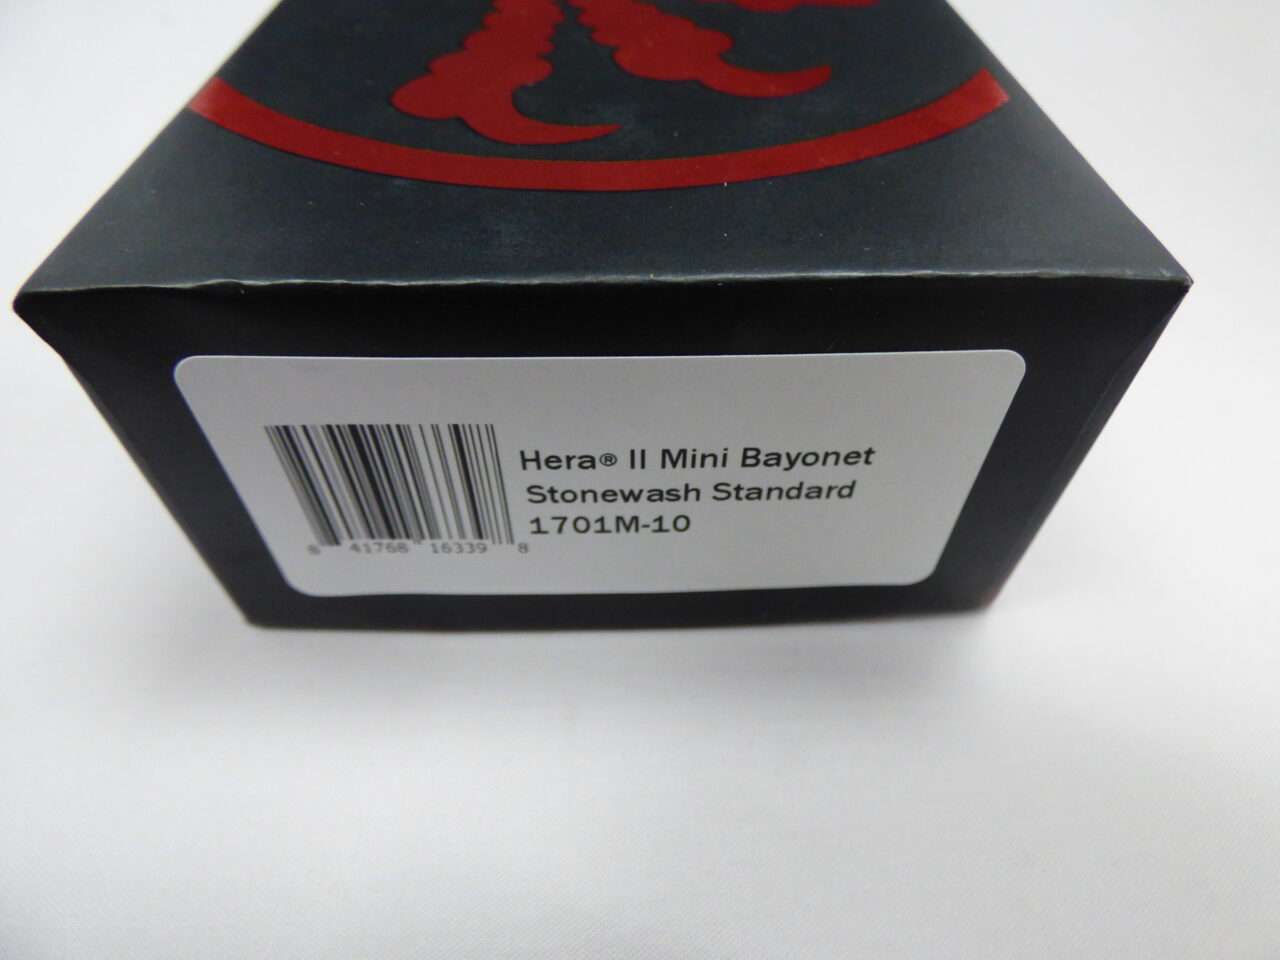 Hera® II Mini Bayonet
Stonewash Standard
1701M-10
8 41768 16339 8